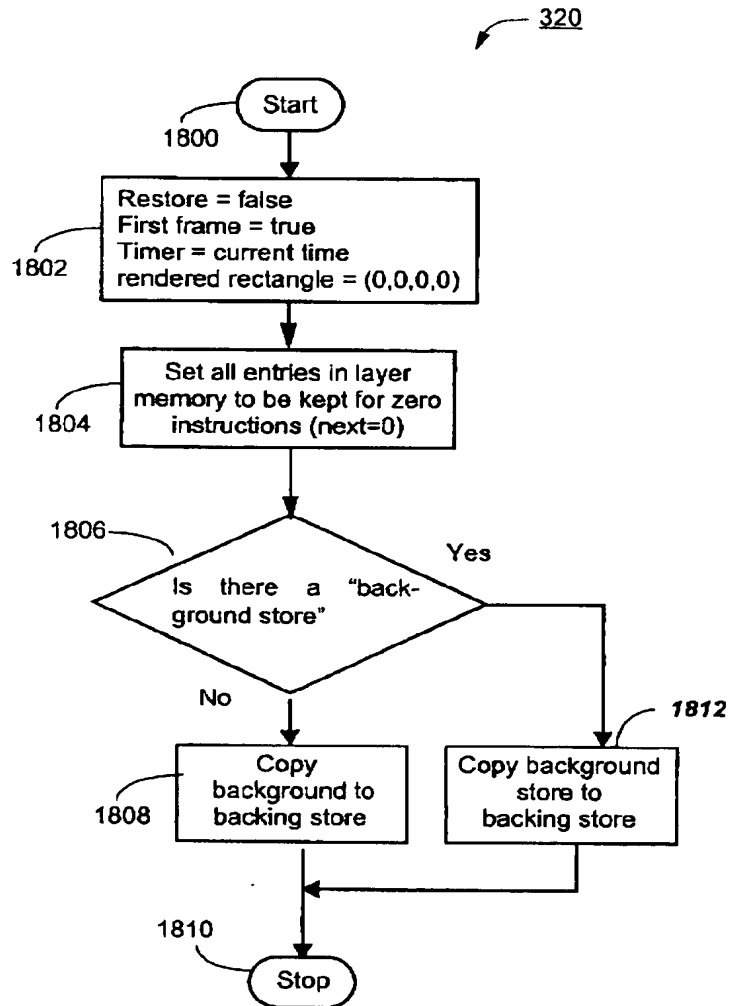 320
Start
1800
Restore = false
First frame = true
Timer = current time
rendered rectangle = (0,0,0,0)
1802
Set all entries in layer
memory to be kept for zero
instructions (next=0)
1804
1806
Yes
Is there a “back-
ground store”
No
1812
Copy
background to
backing store
1808
Copy background
store to
backing store
1810
Stop